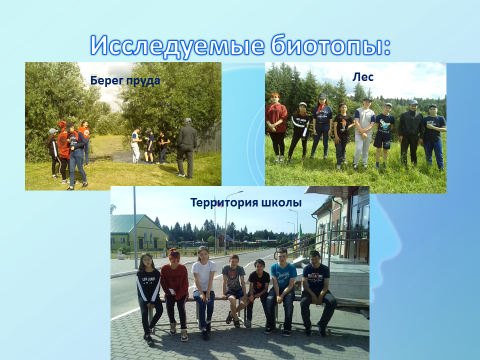 Исследуемые биотопы:
Берег пруда
Лес
Территория школы